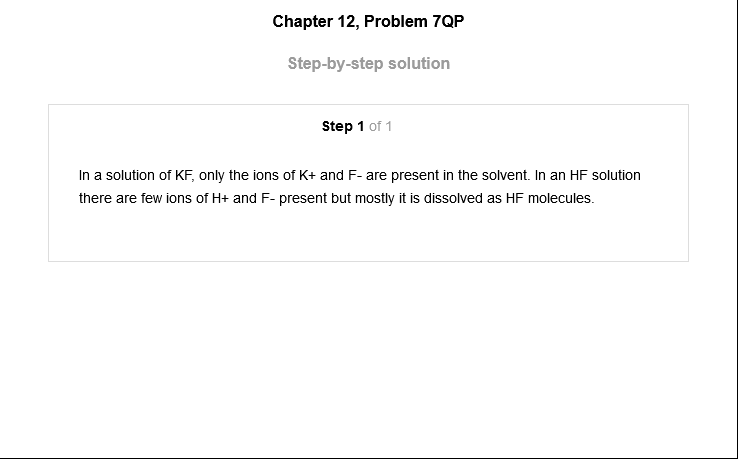 Chapter 12, Problem 7QP
Step-by-step solution
Step 1 of 1
In a solution of KF, only the ions of K+ and F- are present in the solvent. In an HF solution
there are few ions of H+ and F- present but mostly it is dissolved as HF molecules.